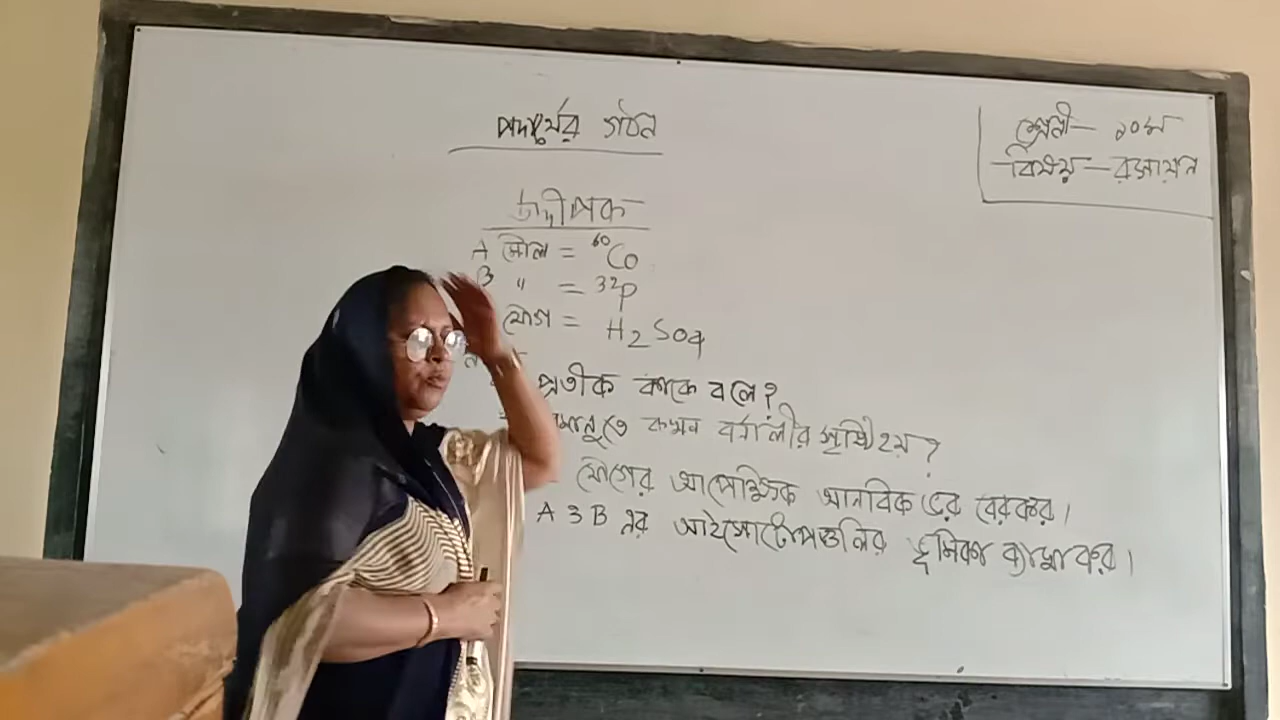 পদার্থের গঠন
শ্রেনী — ১০ম
বিষয় — রসায়ন
উদ্দীপক
A মৌল = ⁶⁰Co
B " = ³²P
যৌগ = H₂SO₄
প্রতীক কাকে বলে?
মানুতে কখন বর্নালীর সৃষ্টি হয়?
যৌগের আপেক্ষিক আনবিক ভর বেরকর।
A ও B এর আইসোটোপগুলির ভূমিকা ব্যাখ্যা কর।